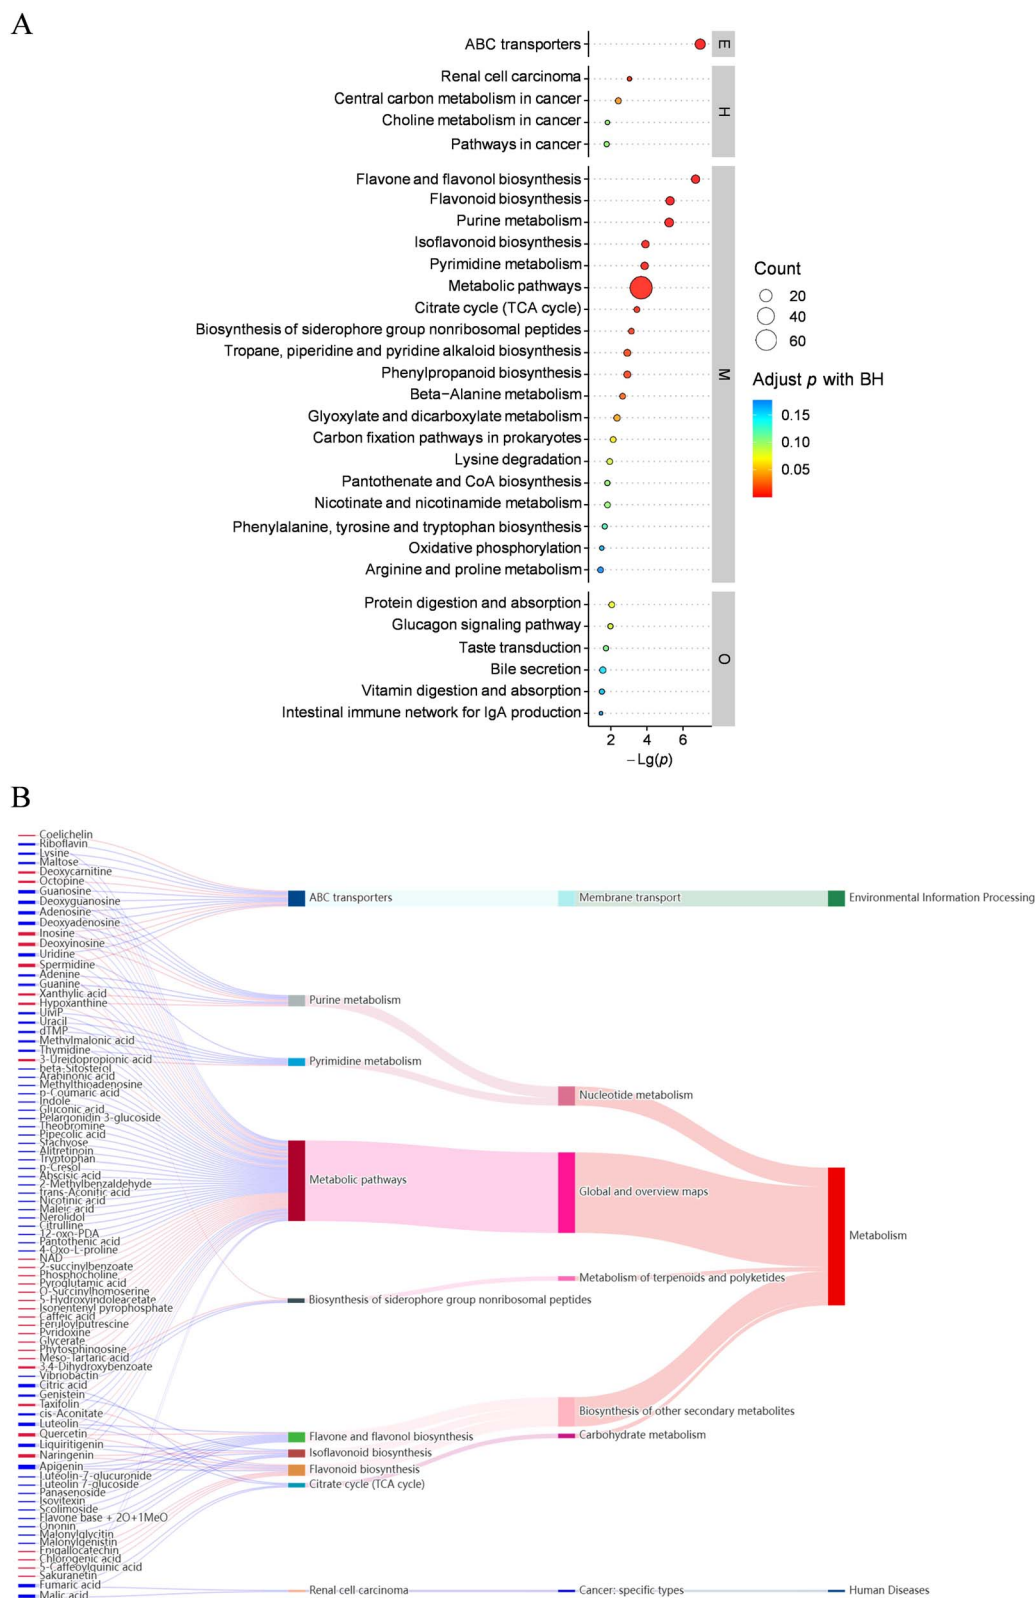 A
ABC transporters
E
Renal cell carcinoma
Central carbon metabolism in cancer
Choline metabolism in cancer
Pathways in cancer
H
Flavone and flavonol biosynthesis
Flavonoid biosynthesis
Purine metabolism
Isoflavonoid biosynthesis
Pyrimidine metabolism
Metabolic pathways
Citrate cycle (TCA cycle)
Biosynthesis of siderophore group nonribosomal peptides
Tropane, piperidine and pyridine alkaloid biosynthesis
Phenylpropanoid biosynthesis
Beta−Alanine metabolism
Glyoxylate and dicarboxylate metabolism
Carbon fixation pathways in prokaryotes
Lysine degradation
Pantothenate and CoA biosynthesis
Nicotinate and nicotinamide metabolism
Phenylalanine, tyrosine and tryptophan biosynthesis
Oxidative phosphorylation
Arginine and proline metabolism
M
Protein digestion and absorption
Glucagon signaling pathway
Taste transduction
Bile secretion
Vitamin digestion and absorption
Intestinal immune network for IgA production
O
2 4 6
−Lg(p)
Count
20
40
60
Adjust p with BH
0.15
0.10
0.05
B
Coelichelin
Riboflavin
Lysine
Maltose
Deoxycarnitine
Octopine
Guanosine
Deoxyguanosine
Adenosine
Deoxyadenosine
Inosine
Deoxyinosine
Uridine
Spermidine
Adenine
Guanine
Xanthylic acid
Hypoxanthine
UMP
Uracil
dTMP
Methylmalonic acid
Thymidine
3-Ureidopropionic acid
beta-Sitosterol
Arabinonic acid
Methylthioadenosine
p-Coumaric acid
Indole
Gluconic acid
Pelargonidin 3-glucoside
Theobromine
Pipecolic acid
Stachyose
Alitretinoin
Tryptophan
p-Cresol
Abscisic acid
2-Methylbenzaldehyde
trans-Aconitic acid
Nicotinic acid
Maleic acid
Nerolidol
Citrulline
12-oxo-PDA
Pantothenic acid
4-Oxo-L-proline
NAD
2-succinylbenzoate
Phosphocholine
Pyroglutamic acid
O-Succinylhomoserine
5-Hydroxyindoleacetate
Isopentenyl pyrophosphate
Caffeic acid
Feruloylputrescine
Pyridoxine
Glycerate
Phytosphingosine
Meso-Tartaric acid
3,4-Dihydroxybenzoate
Vibriobactin
Citric acid
Genistein
Taxifolin
cis-Aconitate
Luteolin
Quercetin
Liquiritigenin
Naringenin
Apigenin
Luteolin-7-glucuronide
Luteolin 7-glucoside
Panasenoside
Isovitexin
Scolimoside
Flavone base + 2O+1MeO
Ononin
Malonylglycitin
Malonylgenistin
Epigallocatechin
Chlorogenic acid
5-Caffeoylquinic acid
Sakuranetin
Fumaric acid
Malic acid
ABC transporters
Purine metabolism
Pyrimidine metabolism
Metabolic pathways
Biosynthesis of siderophore group nonribosomal peptides
Flavone and flavonol biosynthesis
Isoflavonoid biosynthesis
Flavonoid biosynthesis
Citrate cycle (TCA cycle)
Renal cell carcinoma
Membrane transport
Nucleotide metabolism
Global and overview maps
Metabolism of terpenoids and polyketides
Biosynthesis of other secondary metabolites
Carbohydrate metabolism
Cancer: specific types
Environmental Information Processing
Metabolism
Human Diseases